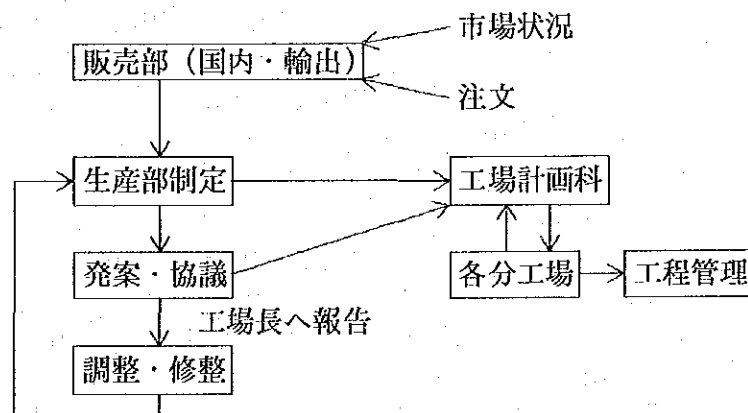 市場状況
販売部（国内・輸出）
注文
生産部制定
工場計画科
発案・協議
各分工場
工程管理
工場長へ報告
調整・修整